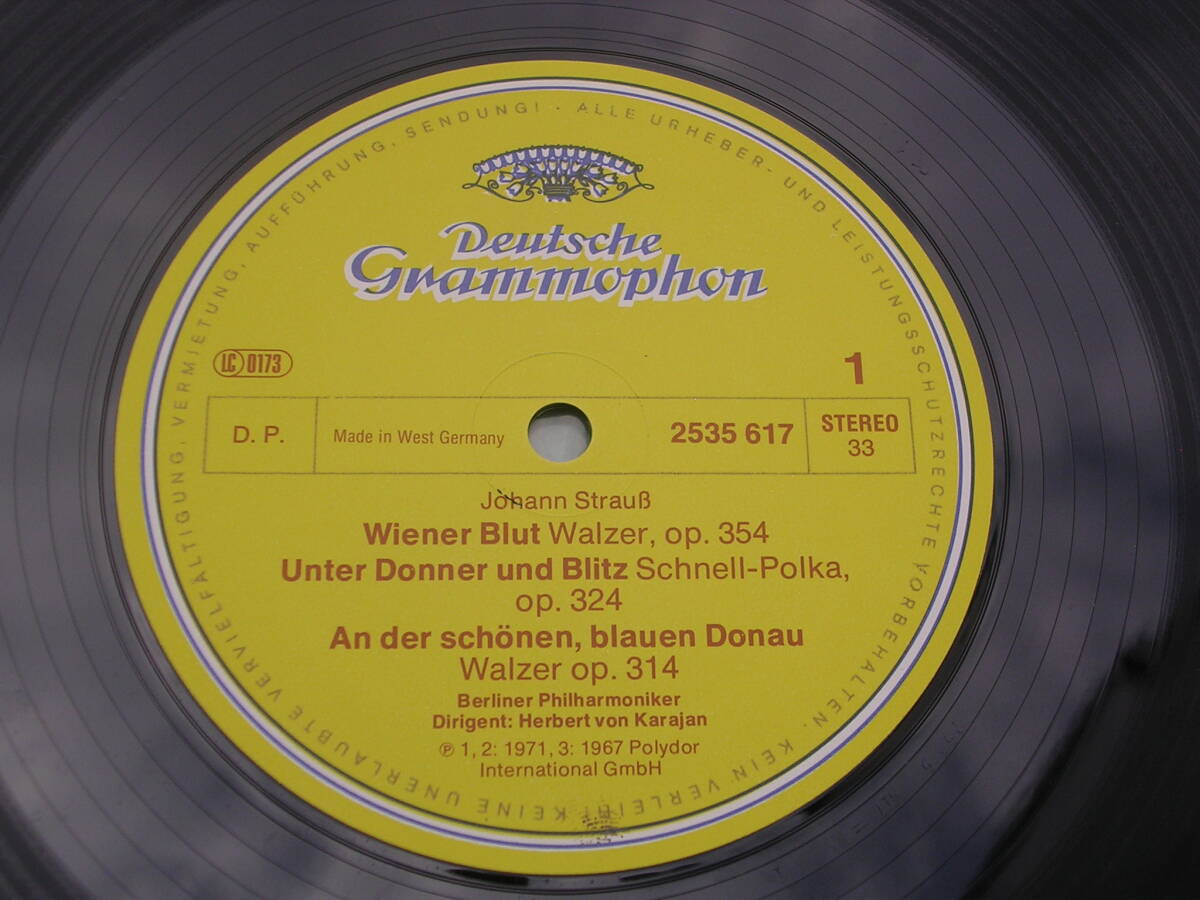 ALLE URHEBER- UND LEISTUNGSSCHUTZRECHTE VORBEHALTEN. KEIN VERLEIH! KEINE UNERLAUBTE VERVIELFÄLTIGUNG, VERMIETUNG, AUFFÜHRUNG, SENDUNG! ·
Deutsche
Grammophon
LC 0173
1
D. P.
Made in West Germany
2535 617
STEREO
33
Johann Strauß
Wiener Blut Walzer, op. 354
Unter Donner und Blitz Schnell-Polka,
op. 324
An der schönen, blauen Donau
Walzer op. 314
Berliner Philharmoniker
Dirigent: Herbert von Karajan
℗ 1, 2: 1971, 3: 1967 Polydor
International GmbH